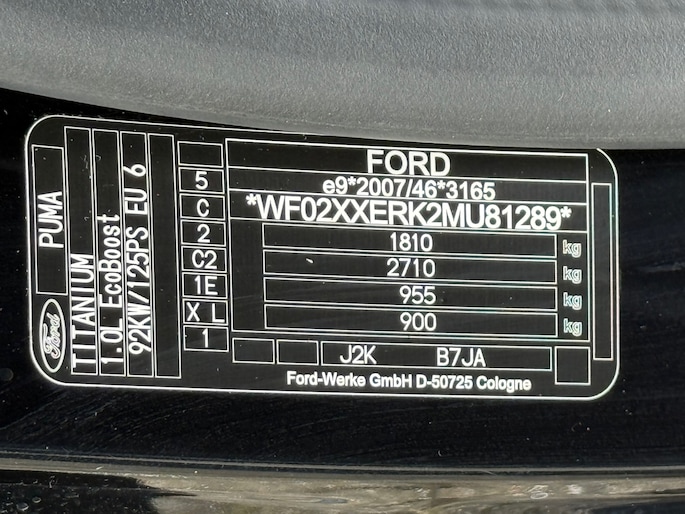 FORD
e9*2007/46*3165
*WF02XXERK2MU81289*
1810 kg
2710 kg
955 kg
900 kg
J2K B7JA
Ford-Werke GmbH D-50725 Cologne
5
C
2
C2
1E
X L
1
PUMA
Ford
TITANIUM
1.0L EcoBoost
92KW/125PS EU 6